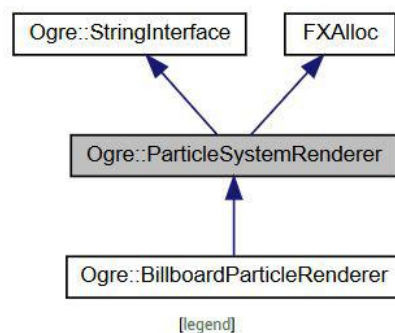 Ogre::StringInterface FXAlloc
Ogre::ParticleSystemRenderer
Ogre::BillboardParticleRenderer
[legend]